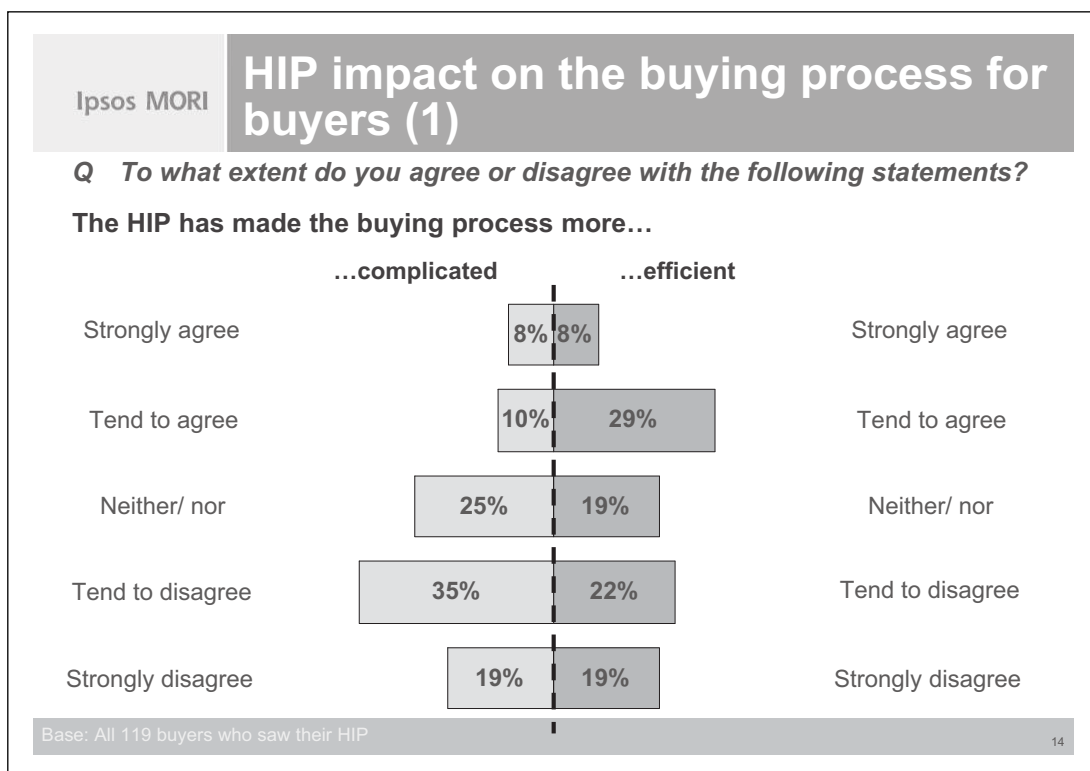 Ipsos MORI
HIP impact on the buying process for
buyers (1)
Q To what extent do you agree or disagree with the following statements?
The HIP has made the buying process more…
…complicated …efficient
Strongly agree 8% 8% Strongly agree
Tend to agree 10% 29% Tend to agree
Neither/ nor 25% 19% Neither/ nor
Tend to disagree 35% 22% Tend to disagree
Strongly disagree 19% 19% Strongly disagree
Base: All 119 buyers who saw their HIP 14